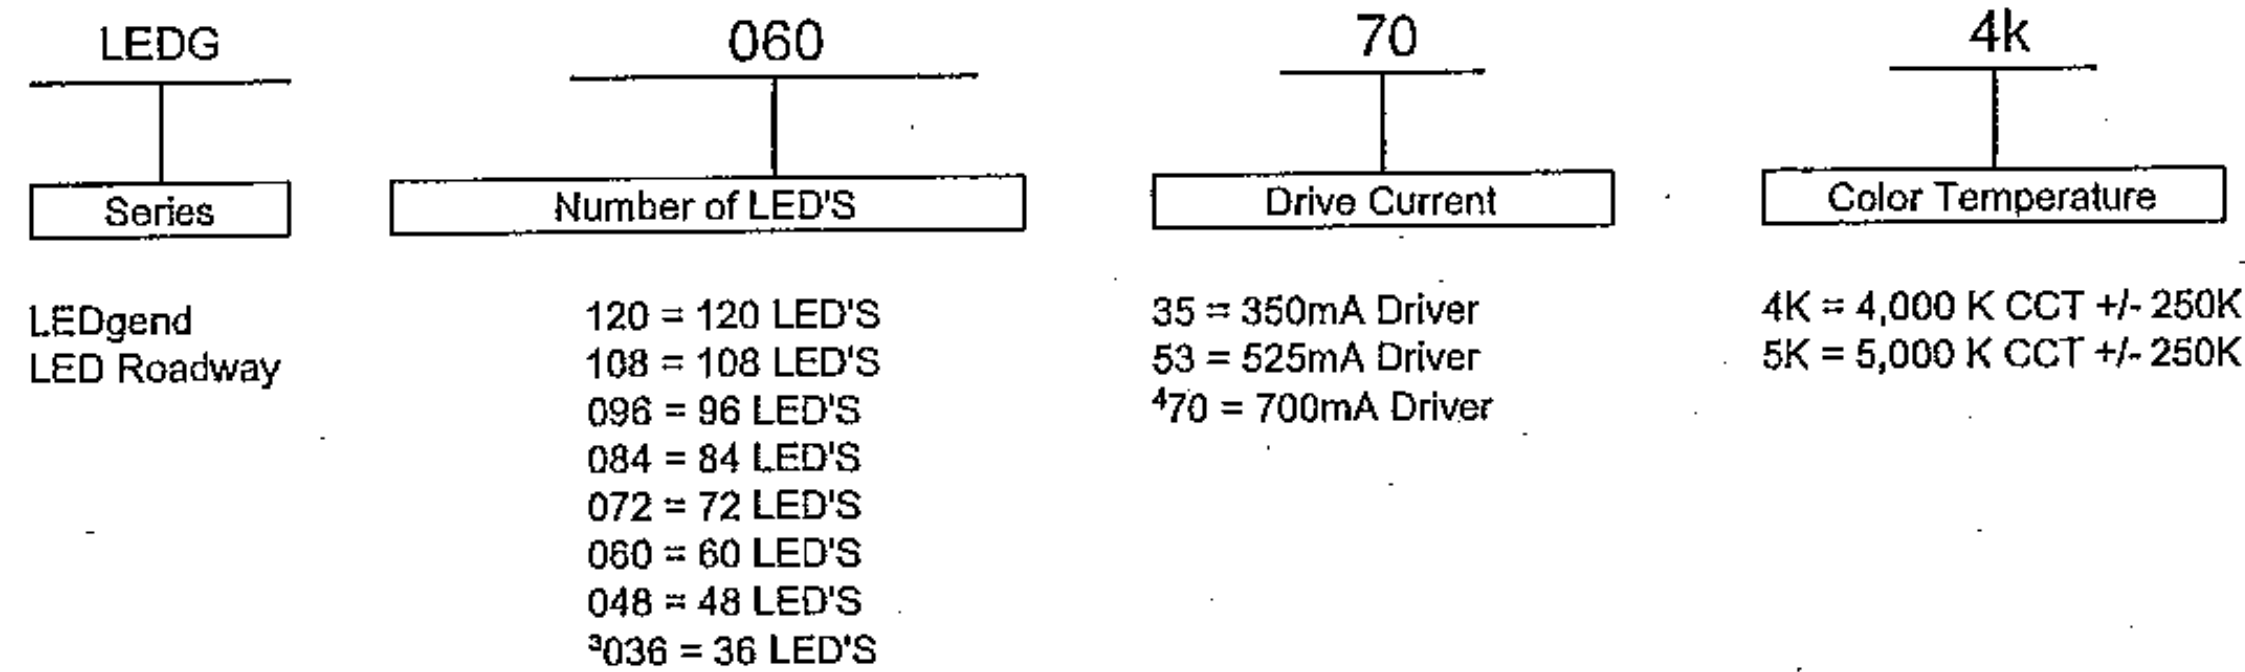 LEDG 060 70 4k
Series Number of LED'S Drive Current Color Temperature
LEDgend
LED Roadway
120 = 120 LED'S
108 = 108 LED'S
096 = 96 LED'S
084 = 84 LED'S
072 = 72 LED'S
060 = 60 LED'S
048 = 48 LED'S
³036 = 36 LED'S
35 = 350mA Driver
53 = 525mA Driver
⁴70 = 700mA Driver
4K = 4,000 K CCT +/- 250K
5K = 5,000 K CCT +/- 250K